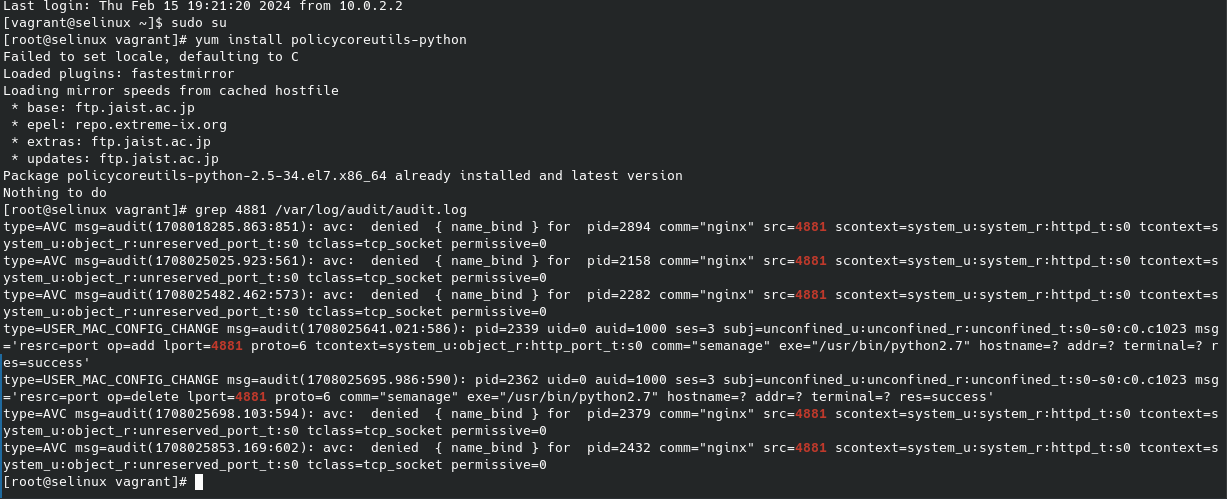 Last login: Thu Feb 15 19:21:20 2024 from 10.0.2.2
[vagrant@selinux ~]$ sudo su
[root@selinux vagrant]# yum install policycoreutils-python
Failed to set locale, defaulting to C
Loaded plugins: fastestmirror
Loading mirror speeds from cached hostfile
 * base: ftp.jaist.ac.jp
 * epel: repo.extreme-ix.org
 * extras: ftp.jaist.ac.jp
 * updates: ftp.jaist.ac.jp
Package policycoreutils-python-2.5-34.el7.x86_64 already installed and latest version
Nothing to do
[root@selinux vagrant]# grep 4881 /var/log/audit/audit.log
type=AVC msg=audit(1708018285.863:851): avc:  denied  { name_bind } for  pid=2894 comm="nginx" src=4881 scontext=system_u:system_r:httpd_t:s0 tcontext=s
ystem_u:object_r:unreserved_port_t:s0 tclass=tcp_socket permissive=0
type=AVC msg=audit(1708025025.923:561): avc:  denied  { name_bind } for  pid=2158 comm="nginx" src=4881 scontext=system_u:system_r:httpd_t:s0 tcontext=s
ystem_u:object_r:unreserved_port_t:s0 tclass=tcp_socket permissive=0
type=AVC msg=audit(1708025482.462:573): avc:  denied  { name_bind } for  pid=2282 comm="nginx" src=4881 scontext=system_u:system_r:httpd_t:s0 tcontext=s
ystem_u:object_r:unreserved_port_t:s0 tclass=tcp_socket permissive=0
type=USER_MAC_CONFIG_CHANGE msg=audit(1708025641.021:586): pid=2339 uid=0 auid=1000 ses=3 subj=unconfined_u:unconfined_r:unconfined_t:s0-s0:c0.c1023 msg
='resrc=port op=add lport=4881 proto=6 tcontext=system_u:object_r:http_port_t:s0 comm="semanage" exe="/usr/bin/python2.7" hostname=? addr=? terminal=? r
es=success'
type=USER_MAC_CONFIG_CHANGE msg=audit(1708025695.986:590): pid=2362 uid=0 auid=1000 ses=3 subj=unconfined_u:unconfined_r:unconfined_t:s0-s0:c0.c1023 msg
='resrc=port op=delete lport=4881 proto=6 comm="semanage" exe="/usr/bin/python2.7" hostname=? addr=? terminal=? res=success'
type=AVC msg=audit(1708025698.103:594): avc:  denied  { name_bind } for  pid=2379 comm="nginx" src=4881 scontext=system_u:system_r:httpd_t:s0 tcontext=s
ystem_u:object_r:unreserved_port_t:s0 tclass=tcp_socket permissive=0
type=AVC msg=audit(1708025853.169:602): avc:  denied  { name_bind } for  pid=2432 comm="nginx" src=4881 scontext=system_u:system_r:httpd_t:s0 tcontext=s
ystem_u:object_r:unreserved_port_t:s0 tclass=tcp_socket permissive=0
[root@selinux vagrant]#